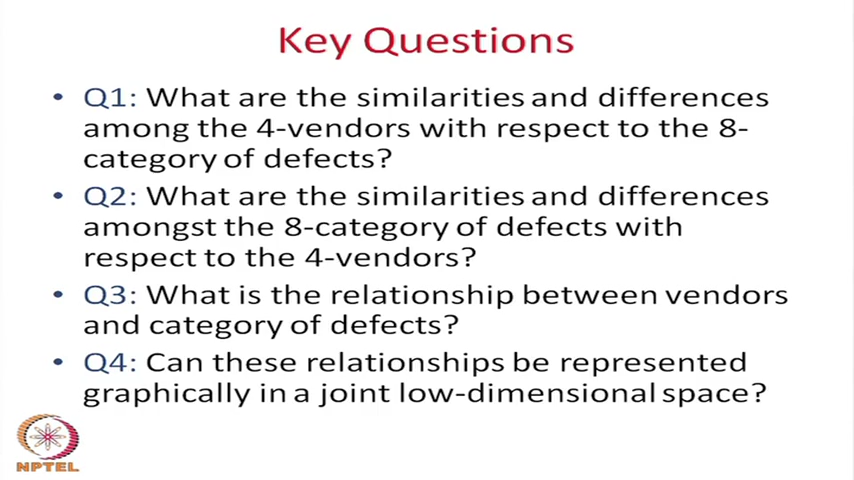 Key Questions
• Q1: What are the similarities and differences
among the 4-vendors with respect to the 8-
category of defects?
• Q2: What are the similarities and differences
amongst the 8-category of defects with
respect to the 4-vendors?
• Q3: What is the relationship between vendors
and category of defects?
• Q4: Can these relationships be represented
graphically in a joint low-dimensional space?
NPTEL